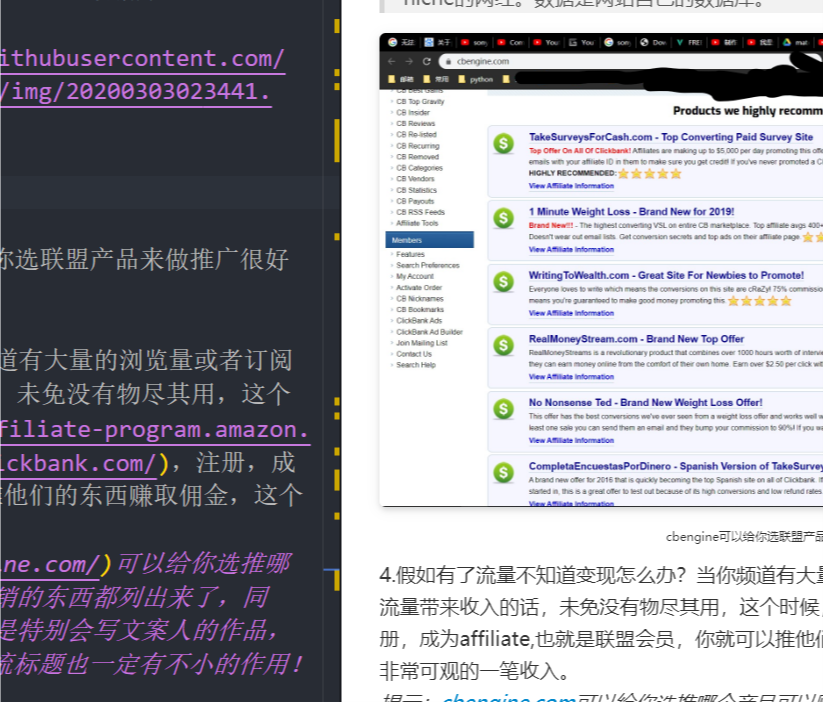 ithubusercontent.com/
/img/20200303023441.
你选联盟产品来做推广很好
道有大量的浏览量或者订阅
未免没有物尽其用，这个
filiate-program.amazon.
ickbank.com/)，注册，成
他们的东西赚取佣金，这个
ne.com/)可以给你选推哪
销的东西都列出来了，同
是特别会写文案人的作品，
流标题也一定有不小的作用！
niche的网红。数据是网站自己的数据库。
cbengine.com
邮箱 常用 python
CB Best Gains
CB Top Gravity
CB Insider
CB Reviews
CB Re-listed
CB Recurring
CB Removed
CB Categories
CB Vendors
CB Statistics
CB Payouts
CB RSS Feeds
Affiliate Tools
Members
Features
Search Preferences
My Account
Activate Order
CB Nicknames
CB Bookmarks
ClickBank Ads
ClickBank Ad Builder
Join Mailing List
Contact Us
Search Help
Products we highly recomm
TakeSurveysForCash.com - Top Converting Paid Survey Site
Top Offer On All Of Clickbank! Affiliates are making up to $5,000 per day promoting this offe
emails with your affiliate ID in them to make sure you get credit! If you've never promoted a C
HIGHLY RECOMMENDED:
View Affiliate Information
1 Minute Weight Loss - Brand New for 2019!
Brand New!!! - The highest converting VSL on entire CB marketplace. Top affiliate avgs 400+
Doesn't wear out email lists. Get conversion secrets and top ads on their affiliate page.
View Affiliate Information
WritingToWealth.com - Great Site For Newbies to Promote!
Everyone loves to write which means the conversions on this site are cRaZy! 75% commissio
means you're guaranteed to make good money promoting this.
View Affiliate Information
RealMoneyStream.com - Brand New Top Offer
RealMoneyStreams is a revolutionary product that combines over 1000 hours worth of intervie
they can earn money online from the comfort of their own home. Earn over $2.50 per click wit
View Affiliate Information
No Nonsense Ted - Brand New Weight Loss Offer!
This offer has the best conversions we've ever seen from a weight loss offer and works well w
least one sale you can send them an email and they bump your commission to 90%! If you wa
View Affiliate Information
CompletaEncuestasPorDinero - Spanish Version of TakeSurvey
A brand new offer for 2016 that is quickly becoming the top Spanish site on all of Clickbank. If
started in, this is a great offer to test out because of its high conversions and low refund rates
View Affiliate Information
cbengine可以给你选联盟产品
4.假如有了流量不知道变现怎么办？当你频道有大量
流量带来收入的话，未免没有物尽其用，这个时候，
册，成为affiliate,也就是联盟会员，你就可以推他们
非常可观的一笔收入。
提示：cbengine.com可以给你选推哪个产品可以